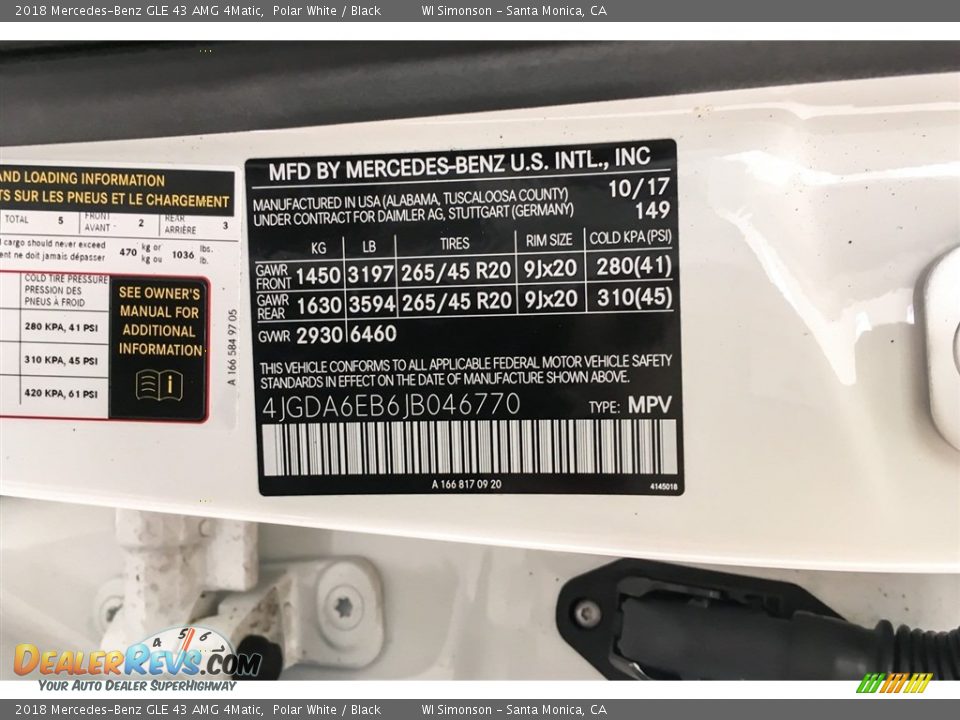 2018 Mercedes-Benz GLE 43 AMG 4Matic, Polar White / Black WI Simonson - Santa Monica, CA
AND LOADING INFORMATION
TS SUR LES PNEUS ET LE CHARGEMENT
TOTAL 5 FRONT AVANT 2 REAR ARRIÈRE 3
cargo should never exceed
ent ne doit jamais dépasser
470 kg or kg ou 1036 lbs. lb.
COLD TIRE PRESSURE
PRESSION DES
PNEUS À FROID
280 KPA, 41 PSI
310 KPA, 45 PSI
420 KPA, 61 PSI
SEE OWNER'S
MANUAL FOR
ADDITIONAL
INFORMATION
i
A 166 584 97 05
MFD BY MERCEDES-BENZ U.S. INTL., INC
MANUFACTURED IN USA (ALABAMA, TUSCALOOSA COUNTY) 10/17
UNDER CONTRACT FOR DAIMLER AG, STUTTGART (GERMANY) 149
KG LB TIRES RIM SIZE COLD KPA (PSI)
GAWR FRONT 1450 3197 265/45 R20 9Jx20 280(41)
GAWR REAR 1630 3594 265/45 R20 9Jx20 310(45)
GVWR 2930 6460
THIS VEHICLE CONFORMS TO ALL APPLICABLE FEDERAL MOTOR VEHICLE SAFETY
STANDARDS IN EFFECT ON THE DATE OF MANUFACTURE SHOWN ABOVE.
4JGDA6EB6JB046770 TYPE: MPV
A 166 817 09 20 4145018
4 5 6
DEALERREVS.COM
YOUR AUTO DEALER SUPERHIGHWAY
2018 Mercedes-Benz GLE 43 AMG 4Matic, Polar White / Black WI Simonson - Santa Monica, CA